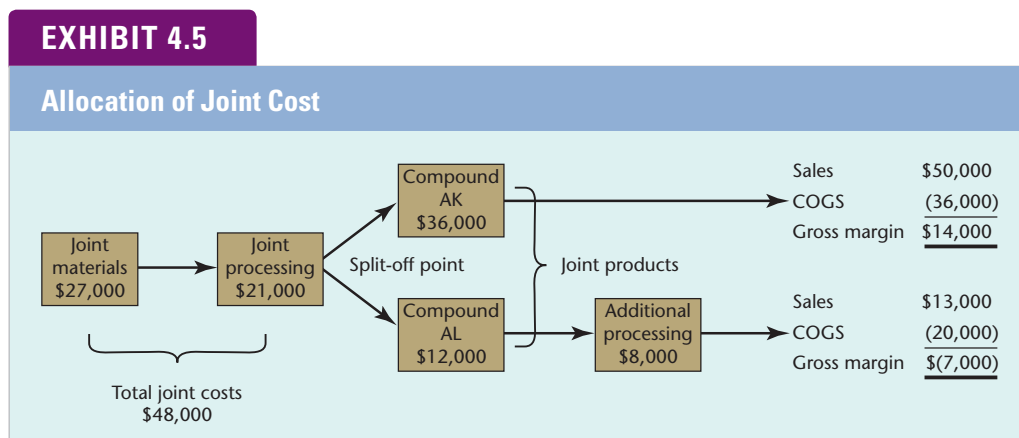 EXHIBIT 4.5
Allocation of Joint Cost
Joint
materials
$27,000
Joint
processing
$21,000
Total joint costs
$48,000
Split-off point
Compound
AK
$36,000
Compound
AL
$12,000
Joint products
Additional
processing
$8,000
Sales $50,000
COGS (36,000)
Gross margin $14,000
Sales $13,000
COGS (20,000)
Gross margin $(7,000)